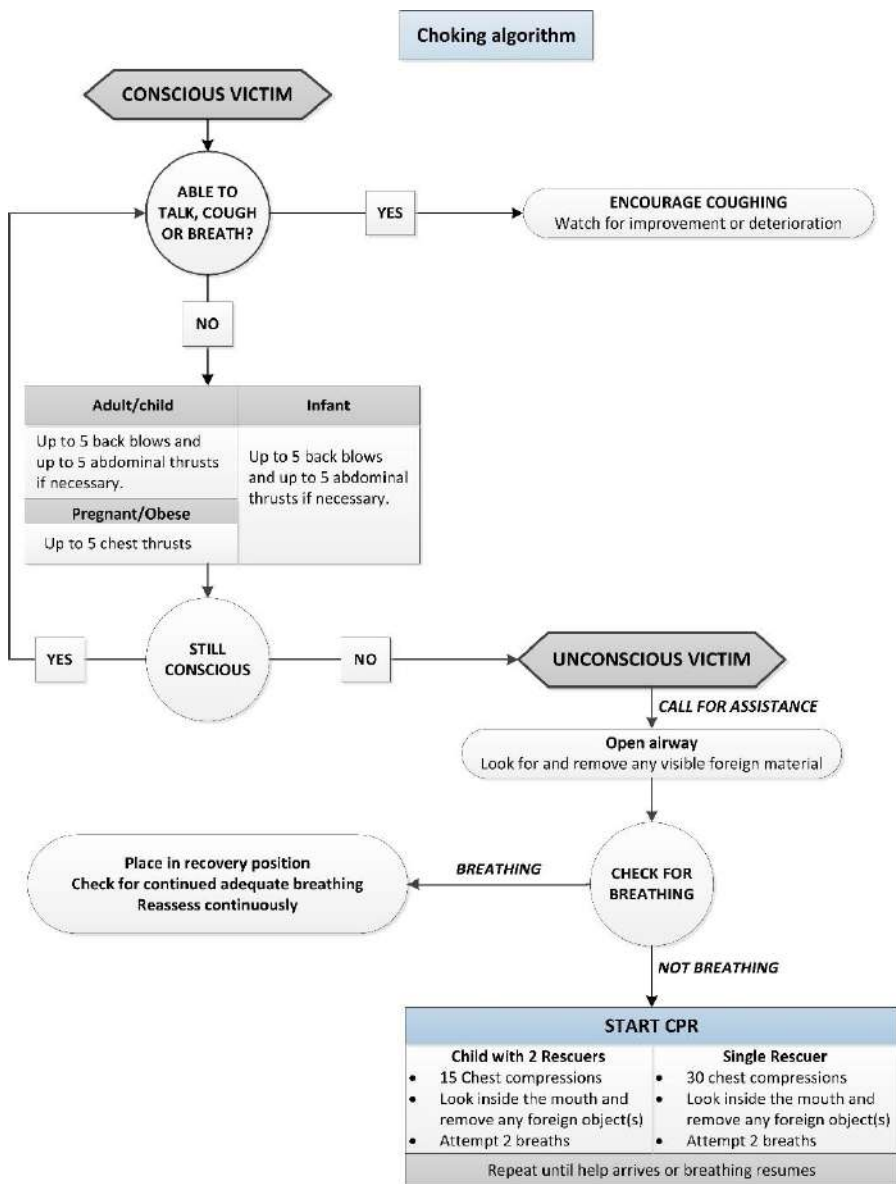 Choking algorithm
CONSCIOUS VICTIM
ABLE TO
TALK, COUGH
OR BREATH?
YES
ENCOURAGE COUGHING
Watch for improvement or deterioration
NO
Adult/child
Up to 5 back blows and
up to 5 abdominal thrusts
if necessary.
Pregnant/Obese
Up to 5 chest thrusts
Infant
Up to 5 back blows
and up to 5 abdominal
thrusts if necessary.
STILL
CONSCIOUS
YES
NO
UNCONSCIOUS VICTIM
CALL FOR ASSISTANCE
Open airway
Look for and remove any visible foreign material
CHECK FOR
BREATHING
BREATHING
Place in recovery position
Check for continued adequate breathing
Reassess continuously
NOT BREATHING
START CPR
Child with 2 Rescuers
• 15 Chest compressions
• Look inside the mouth and
remove any foreign object(s)
• Attempt 2 breaths
Single Rescuer
• 30 chest compressions
• Look inside the mouth and
remove any foreign object(s)
• Attempt 2 breaths
Repeat until help arrives or breathing resumes